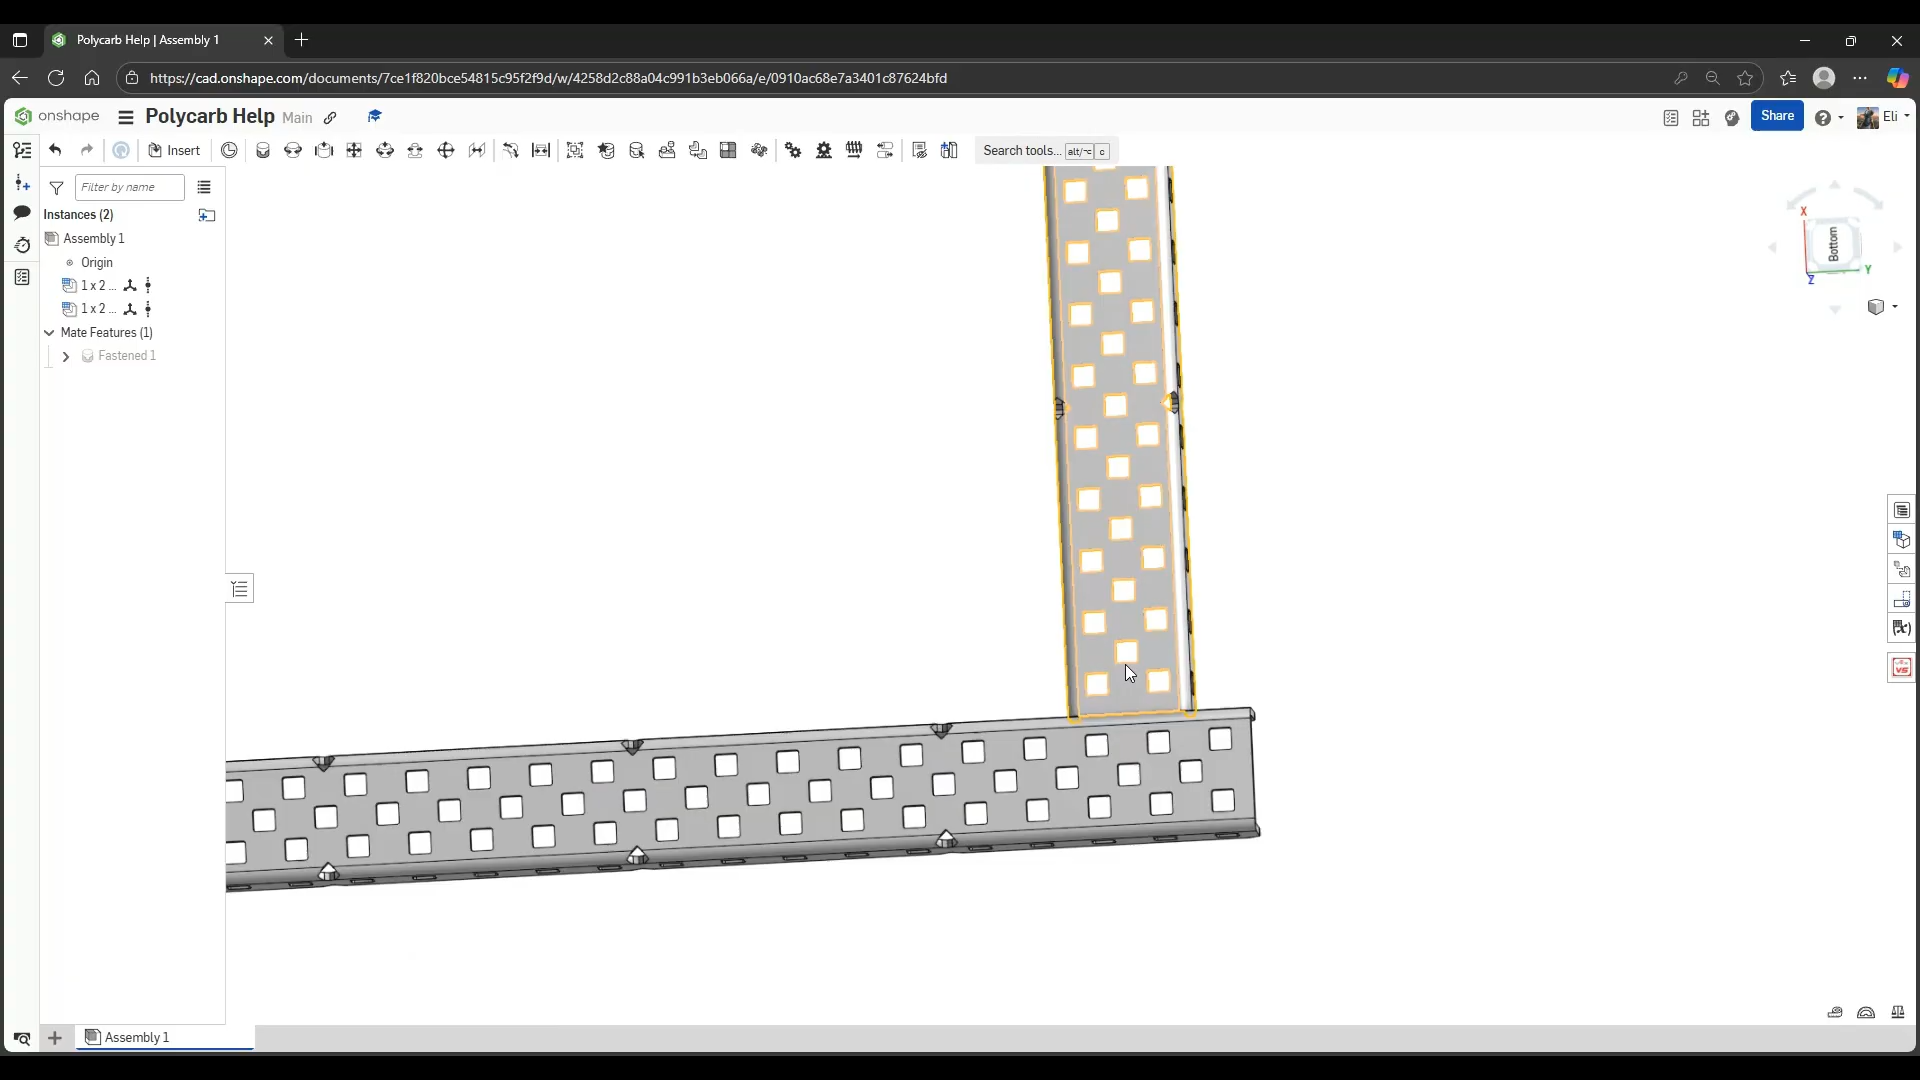 Polycarb Help | Assembly 1
https://cad.onshape.com/documents/7ce1f820bce54815c95f2f9d/w/4258d2c88a04c991b3eb066a/e/0910ac68e7a3401c87624bfd
onshape
Polycarb Help Main
Share
Eli
Insert
Search tools... alt/⌥ c
Filter by name
Instances (2)
Assembly 1
Origin
1 x 2 ...
1 x 2 ...
Mate Features (1)
Fastened 1
X
Bottom
Y
Z
(x)
VS
Assembly 1